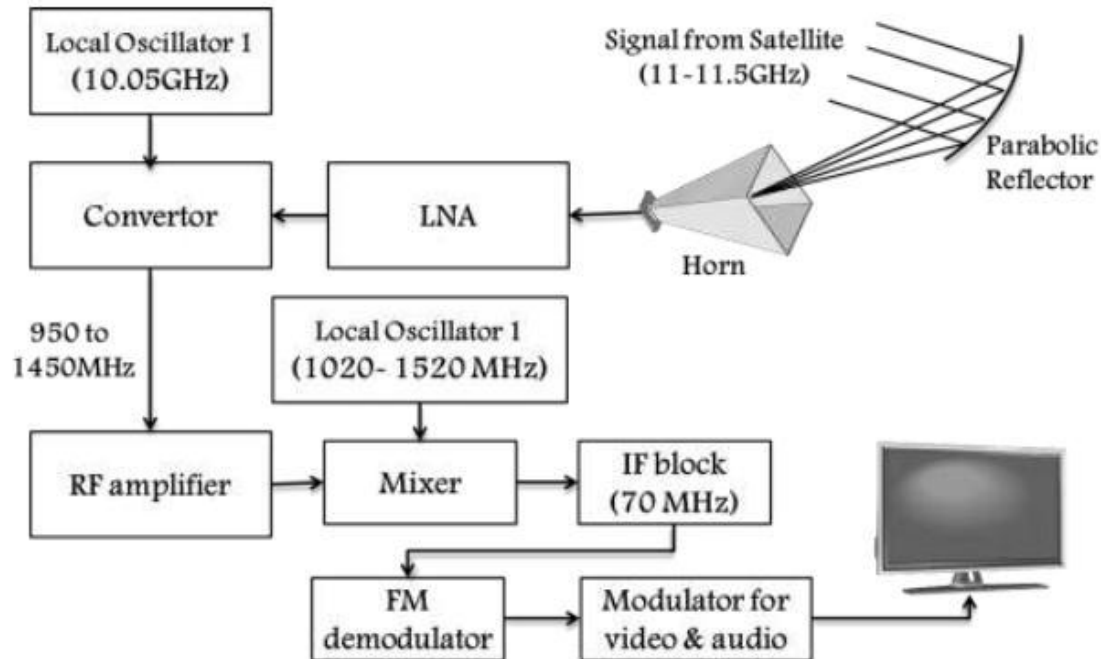 Local Oscillator 1
(10.05GHz)
Signal from Satellite
(11-11.5GHz)
Parabolic
Reflector
Convertor
LNA
Horn
950 to
1450MHz
Local Oscillator 1
(1020- 1520 MHz)
RF amplifier
Mixer
IF block
(70 MHz)
FM
demodulator
Modulator for
video & audio